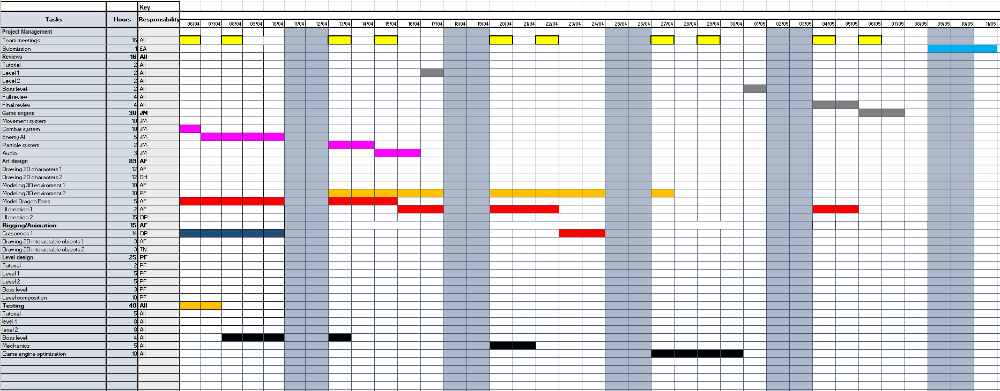 Key
Tasks Hours Responsibility 06/04 07/04 08/04 09/04 10/04 11/04 12/04 13/04 14/04 15/04 16/04 17/04 18/04 19/04 20/04 21/04 22/04 23/04 24/04 25/04 26/04 27/04 28/04 29/04 30/04 01/05 02/05 03/05 04/05 05/05 06/05 07/05 08/05 09/05 10/05 11/05
Project Management
Team meetings 16 All
Submission 1 EA
Reviews 16 All
Tutorial 2 All
Level 1 2 All
Level 2 2 All
Boss level 2 All
Full review 4 All
Final review 4 All
Game engine 30 JM
Movement system 10 JM
Combat system 10 JM
Enemy AI 5 JM
Particle system 2 JM
Audio 3 JM
Art design 89 AF
Drawing 2D characters 1 12 AF
Drawing 2D characters 2 12 DH
Modeling 3D enviroment 1 10 AF
Modeling 3D enviroment 2 10 PF
Model Dragon Boss 5 AF
UI creation 1 2 AF
UI creation 2 15 OP
Rigging/Animation 15 AF
Cutscenes 1 14 OP
Drawing 2D interactable objects 1 3 AF
Drawing 2D interactable objects 2 3 TN
Level design 25 PF
Tutorial 2 PF
Level 1 5 PF
Level 2 5 PF
Boss level 3 PF
Level composition 10 PF
Testing 40 All
Tutorial 5 All
level 1 8 All
level 2 8 All
Boss level 4 All
Mechanics 5 All
Game engine optimisation 10 All